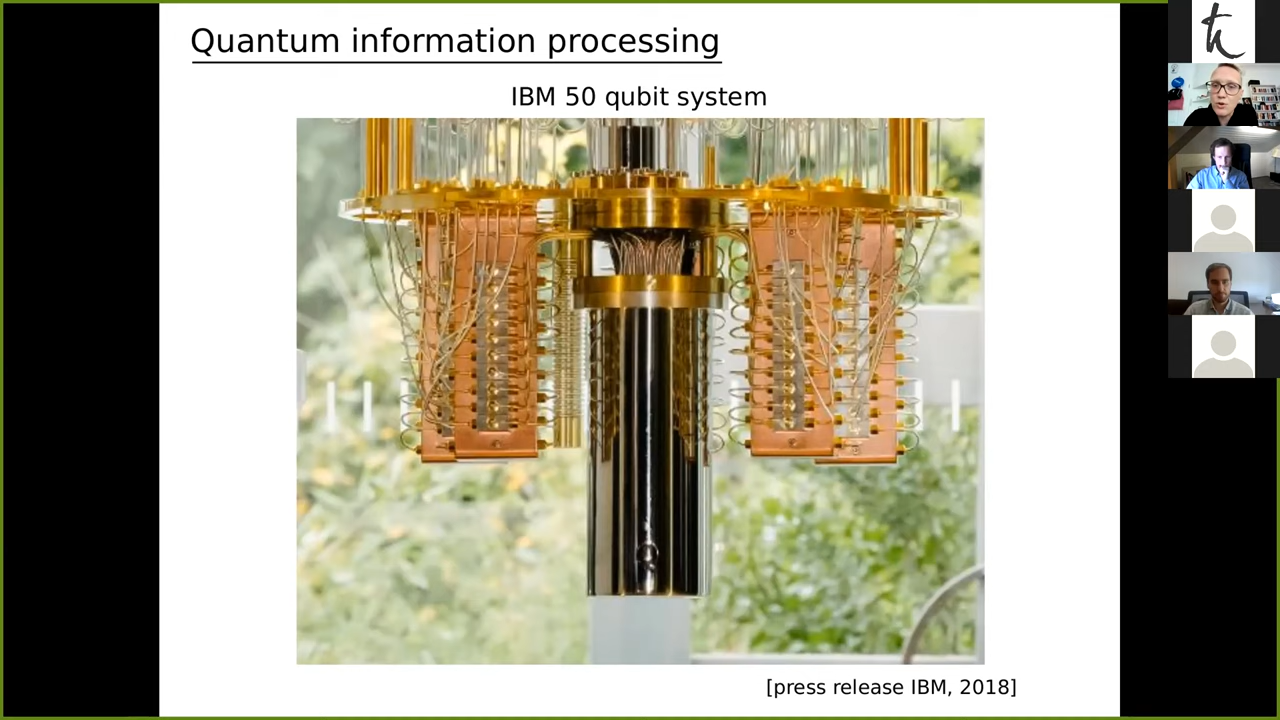 Quantum information processing
IBM 50 qubit system
[press release IBM, 2018]